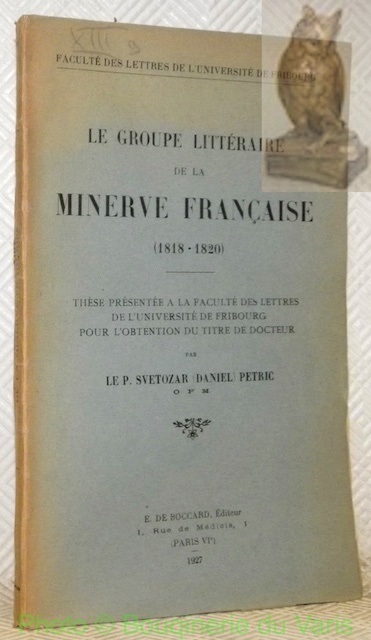 XIII 9
FACULTÉ DES LETTRES DE L'UNIVERSITÉ DE FRIBOURG
LE GROUPE LITTÉRAIRE
DE LA
MINERVE FRANÇAISE
(1818-1820)
THÈSE PRÉSENTÉE A LA FACULTÉ DES LETTRES
DE L'UNIVERSITÉ DE FRIBOURG
POUR L'OBTENTION DU TITRE DE DOCTEUR
PAR
LE P. SVETOZAR (DANIEL) PETRIC
O F M
E. DE BOCCARD, Éditeur
1, Rue de Médicis, 1
(PARIS VIe)
1927
Photo © Bouquinerie du Varis